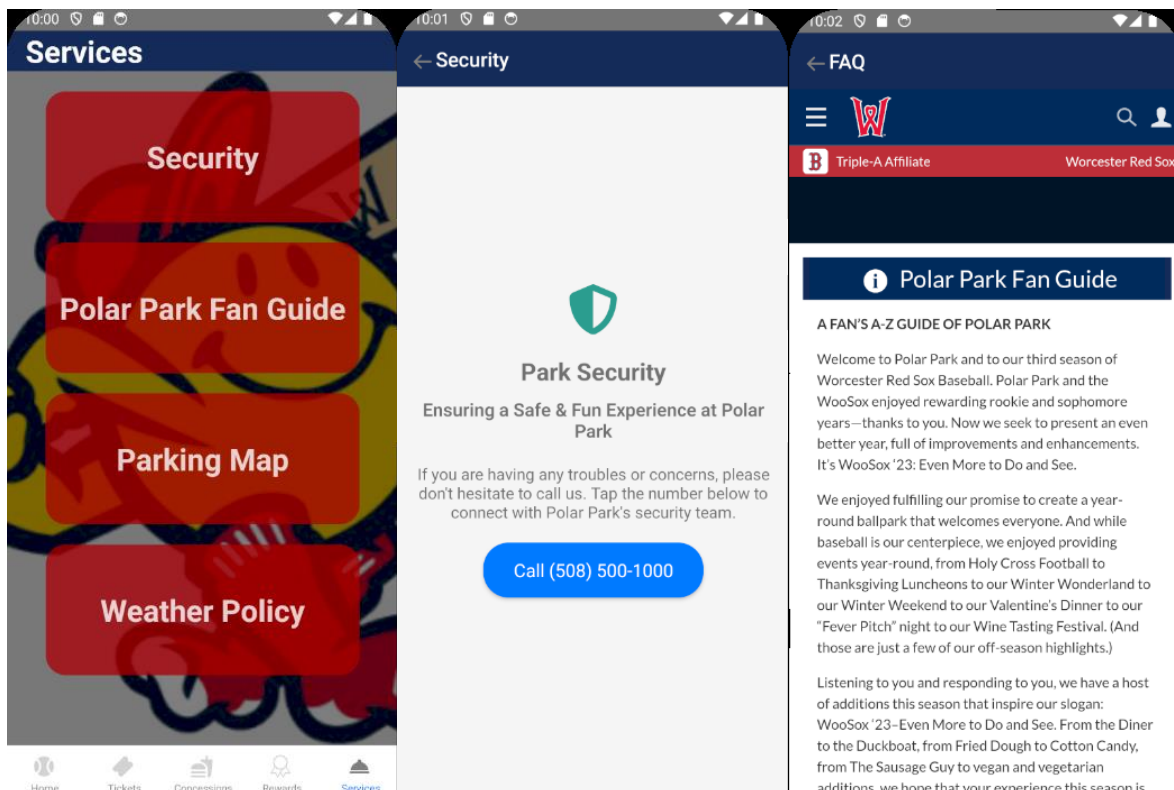 10:00
Services
Security
Polar Park Fan Guide
Parking Map
Weather Policy
Home
Tickets
Concessions
Rewards
Services
10:01
Security
Park Security
Ensuring a Safe & Fun Experience at Polar
Park
If you are having any troubles or concerns, please
don't hesitate to call us. Tap the number below to
connect with Polar Park's security team.
Call (508) 500-1000
10:02
FAQ
W
B Triple-A Affiliate
Worcester Red Sox
i Polar Park Fan Guide
A FAN’S A-Z GUIDE OF POLAR PARK
Welcome to Polar Park and to our third season of
Worcester Red Sox Baseball. Polar Park and the
WooSox enjoyed rewarding rookie and sophomore
years—thanks to you. Now we seek to present an even
better year, full of improvements and enhancements.
It’s WooSox ‘23: Even More to Do and See.
We enjoyed fulfilling our promise to create a year-
round ballpark that welcomes everyone. And while
baseball is our centerpiece, we enjoyed providing
events year-round, from Holy Cross Football to
Thanksgiving Luncheons to our Winter Wonderland to
our Winter Weekend to our Valentine’s Dinner to our
“Fever Pitch” night to our Wine Tasting Festival. (And
those are just a few of our off-season highlights.)
Listening to you and responding to you, we have a host
of additions this season that inspire our slogan:
WooSox ‘23–Even More to Do and See. From the Diner
to the Duckboat, from Fried Dough to Cotton Candy,
from The Sausage Guy to vegan and vegetarian
additions, we hope that your experience this season is